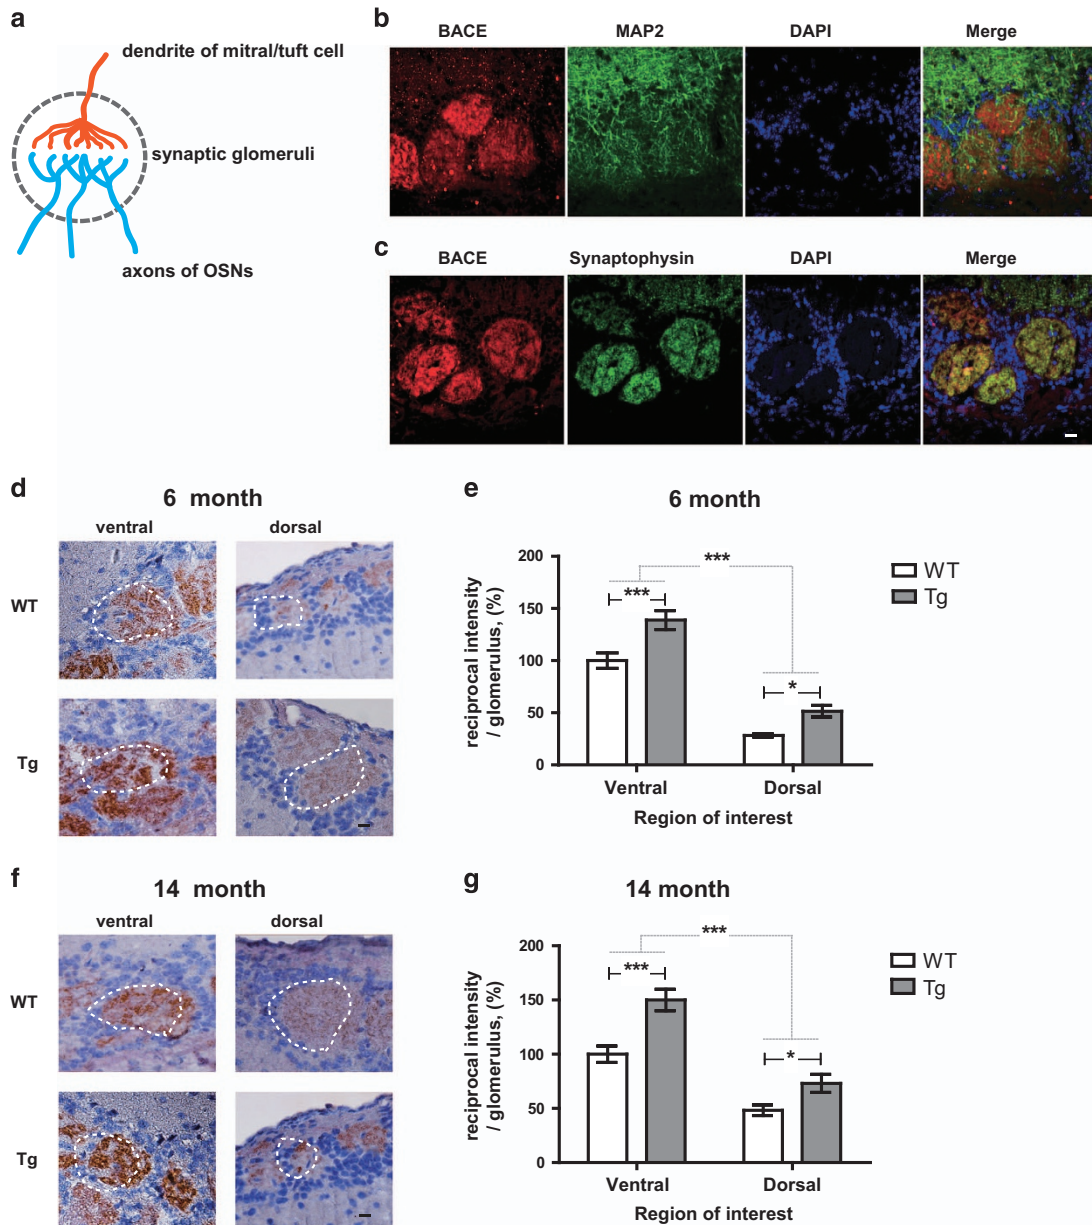 a
dendrite of mitral/tuft cell
synaptic glomeruli
axons of OSNs
b
BACE MAP2 DAPI Merge
c
BACE Synaptophysin DAPI Merge
d
6 month
ventral dorsal
WT
Tg
e
6 month
reciprocal intensity
/ glomerulus, (%)
200
150
100
50
0
***
***
*
WT
Tg
Ventral Dorsal
Region of interest
f
14 month
ventral dorsal
WT
Tg
g
14 month
reciprocal intensity
/ glomerulus, (%)
200
150
100
50
0
***
***
*
WT
Tg
Ventral Dorsal
Region of interest